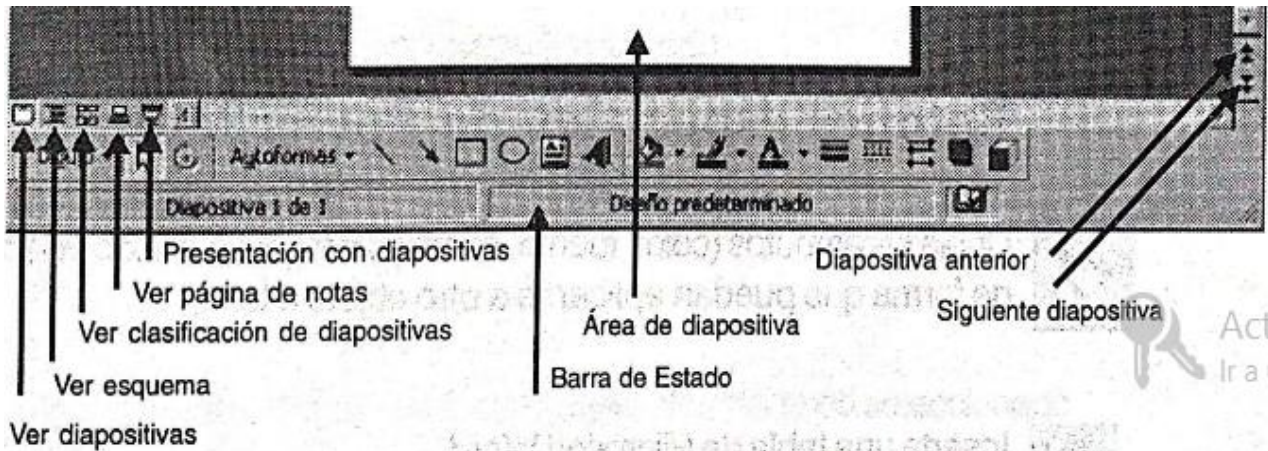 Dibujo
Autoformas
Diapositiva 1 de 1 Diseño predeterminado
Presentación con diapositivas
Diapositiva anterior
Ver página de notas
Siguiente diapositiva
Ver clasificación de diapositivas
Área de diapositiva
Ver esquema
Barra de Estado
Ver diapositivas
Act
Ir a